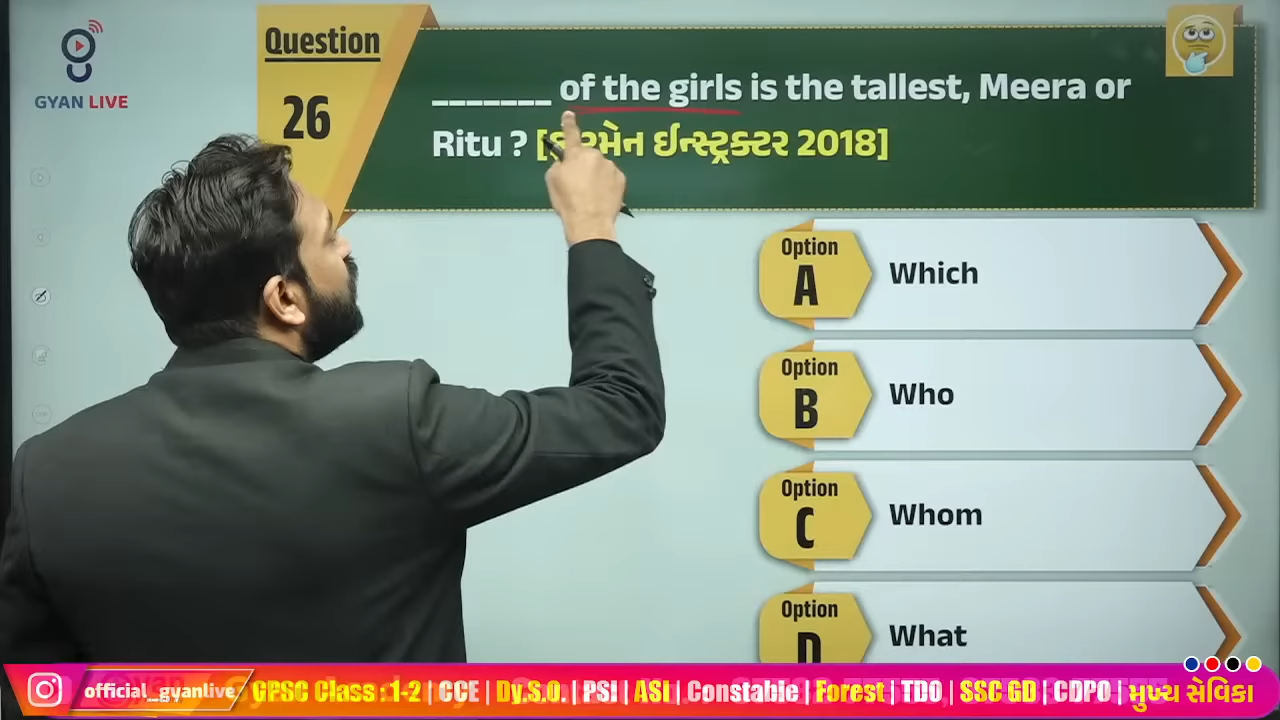 GYAN LIVE
Question
26
_______ of the girls is the tallest, Meera or
Ritu ? [ ઈન્સ્ટ્રક્ટર 2018]
Option
A
Which
Option
B
Who
Option
C
Whom
Option
D
What
official_gyanlive
GPSC Class : 1-2 | CCE | Dy.S.O. | PSI | ASI | Constable | Forest | TDO | SSC GD | CDPO | મુખ્ય સેવિકા